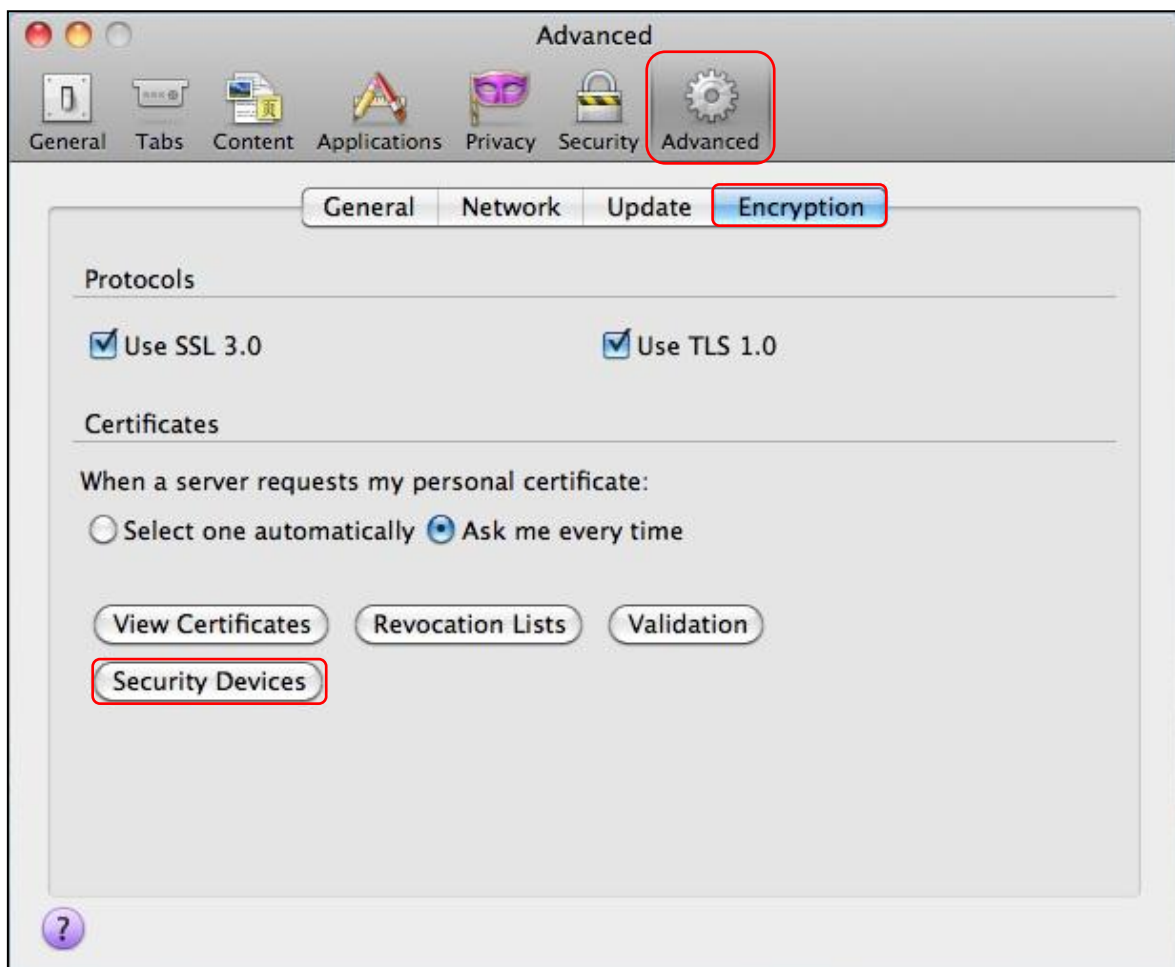 Advanced
General Tabs Content Applications Privacy Security Advanced
General Network Update Encryption
Protocols
Use SSL 3.0 Use TLS 1.0
Certificates
When a server requests my personal certificate:
Select one automatically Ask me every time
View Certificates Revocation Lists Validation
Security Devices
?